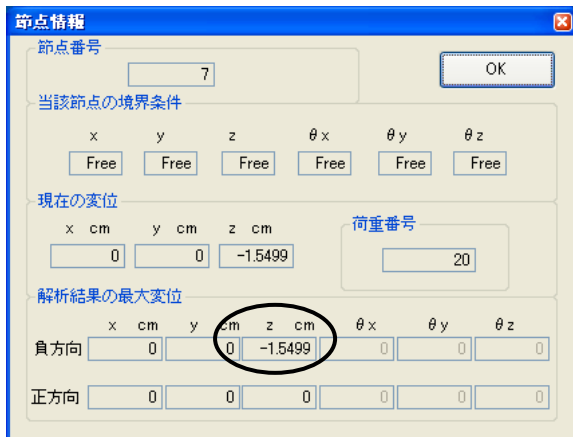 節点情報
節点番号
7
OK
当該節点の境界条件
x y z θx θy θz
Free Free Free Free Free Free
現在の変位
x cm y cm z cm
0 0 -1.5499
荷重番号
20
解析結果の最大変位
x cm y cm z cm θx θy θz
負方向 0 0 -1.5499 0 0 0
正方向 0 0 0 0 0 0